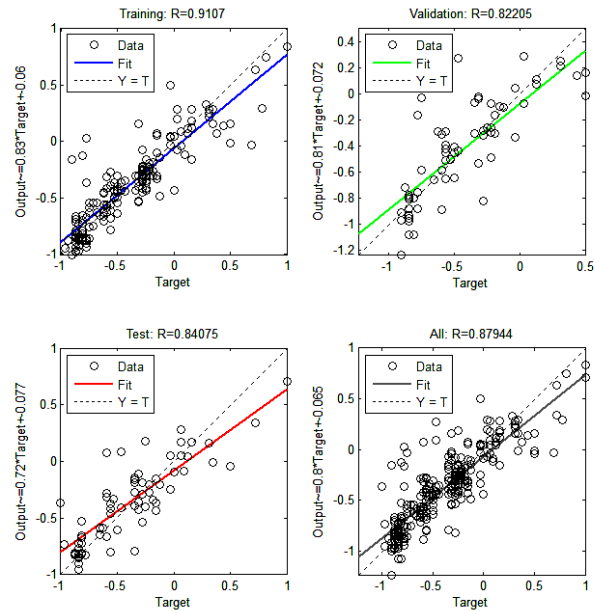 Training: R=0.9107
Output~=0.83*Target+-0.06
1
0.5
0
-0.5
-1
Data
Fit
Y = T
-1 -0.5 0 0.5 1
Target
Validation: R=0.82205
Output~=0.81*Target+-0.072
0.4
0.2
0
-0.2
-0.4
-0.6
-0.8
-1
-1.2
Data
Fit
Y = T
-1 -0.5 0 0.5
Target
Test: R=0.84075
Output~=0.72*Target+-0.077
1
0.5
0
-0.5
-1
Data
Fit
Y = T
-1 -0.5 0 0.5 1
Target
All: R=0.87944
Output~=0.8*Target+-0.065
1
0.5
0
-0.5
-1
Data
Fit
Y = T
-1 -0.5 0 0.5 1
Target